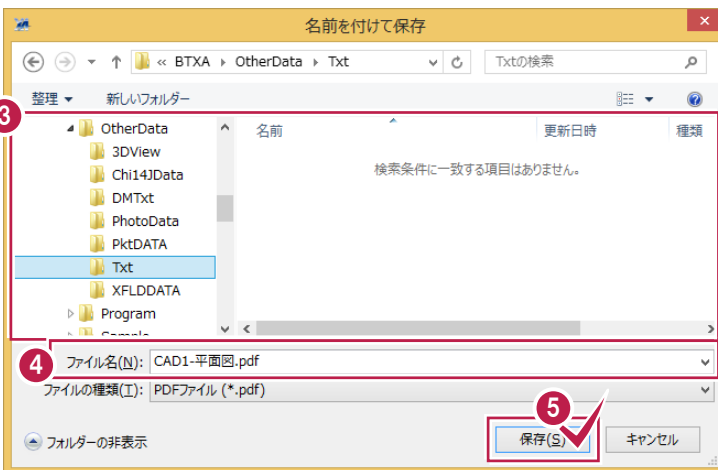 名前を付けて保存
« BTXA ▸ OtherData ▸ Txt
Txtの検索
整理 新しいフォルダー
3
OtherData
3DView
Chi14JData
DMTxt
PhotoData
PktDATA
Txt
XFLDDATA
Program
名前 更新日時 種類
検索条件に一致する項目はありません。
4
ファイル名(N): CAD1-平面図.pdf
ファイルの種類(T): PDFファイル (*.pdf)
5
フォルダーの非表示
保存(S) キャンセル